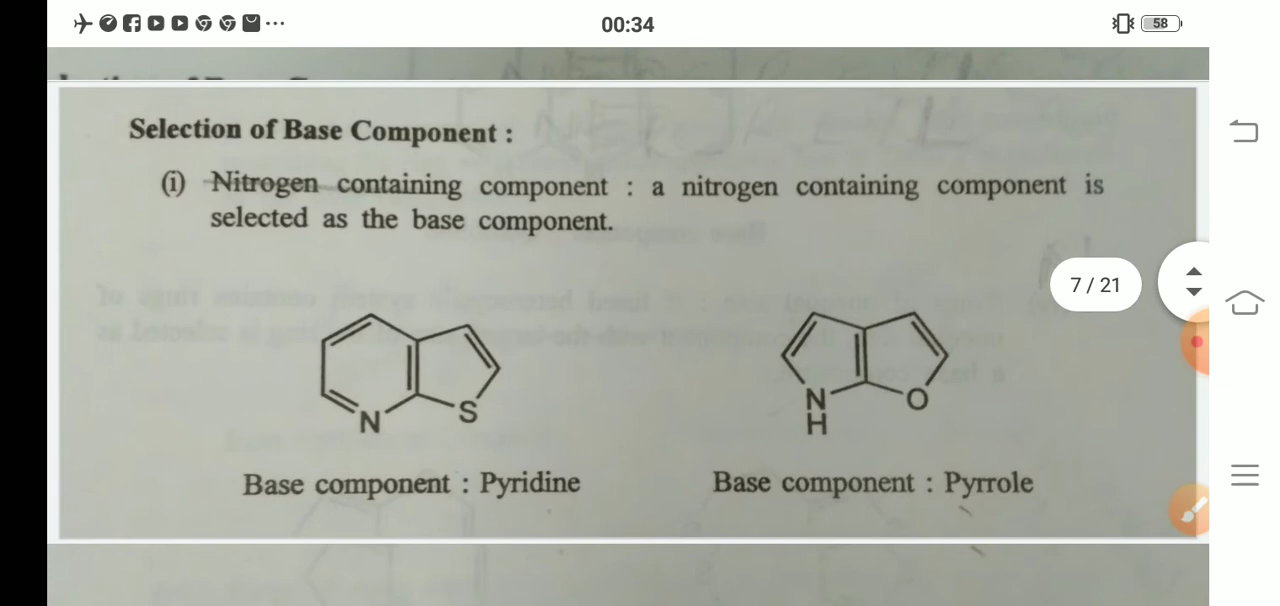 00:34
58
Selection of Base Component :
(i) Nitrogen containing component : a nitrogen containing component is
selected as the base component.
7 / 21
N
S
N
H
O
Base component : Pyridine
Base component : Pyrrole